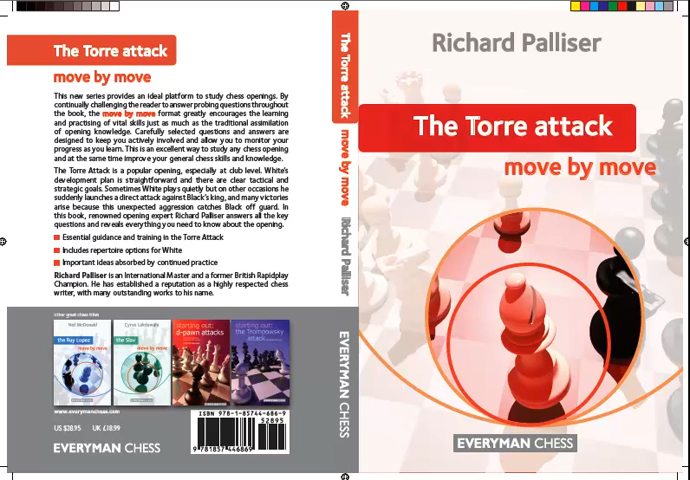 The Torre attack
move by move
This new series provides an ideal platform to study chess openings. By
continually challenging the reader to answer probing questions throughout
the book, the move by move format greatly encourages the learning
and practising of vital skills just as much as the traditional assimilation
of opening knowledge. Carefully selected questions and answers are
designed to keep you actively involved and allow you to monitor your
progress as you learn. This is an excellent way to study any chess opening
and at the same time improve your general chess skills and knowledge.
The Torre Attack is a popular opening, especially at club level. White's
development plan is straightforward and there are clear tactical and
strategic goals. Sometimes White plays quietly but on other occasions he
suddenly launches a direct attack against Black's king, and many victories
arise because this unexpected aggression catches Black off guard. In
this book, renowned opening expert Richard Palliser answers all the key
questions and reveals everything you need to know about the opening.
Essential guidance and training in the Torre Attack
Includes repertoire options for White
Important ideas absorbed by continued practice
Richard Palliser is an International Master and a former British Rapidplay
Champion. He has established a reputation as a highly respected chess
writer, with many outstanding works to his name.
other great chess titles
Neil McDonald
the Ruy Lopez
move by move
Cyrus Lakdawala
the Slav
move by move
starting out:
d-pawn attacks
starting out:
the Trompowsky
attack
www.everymanchess.com
US $28.95 UK £18.99
EVERYMAN CHESS
ISBN 978-1-85744-686-9
52895
9 781857 446869
The Torre attack move by move Richard Palliser EVERYMAN CHESS
Richard Palliser
The Torre attack
move by move
EVERYMAN CHESS